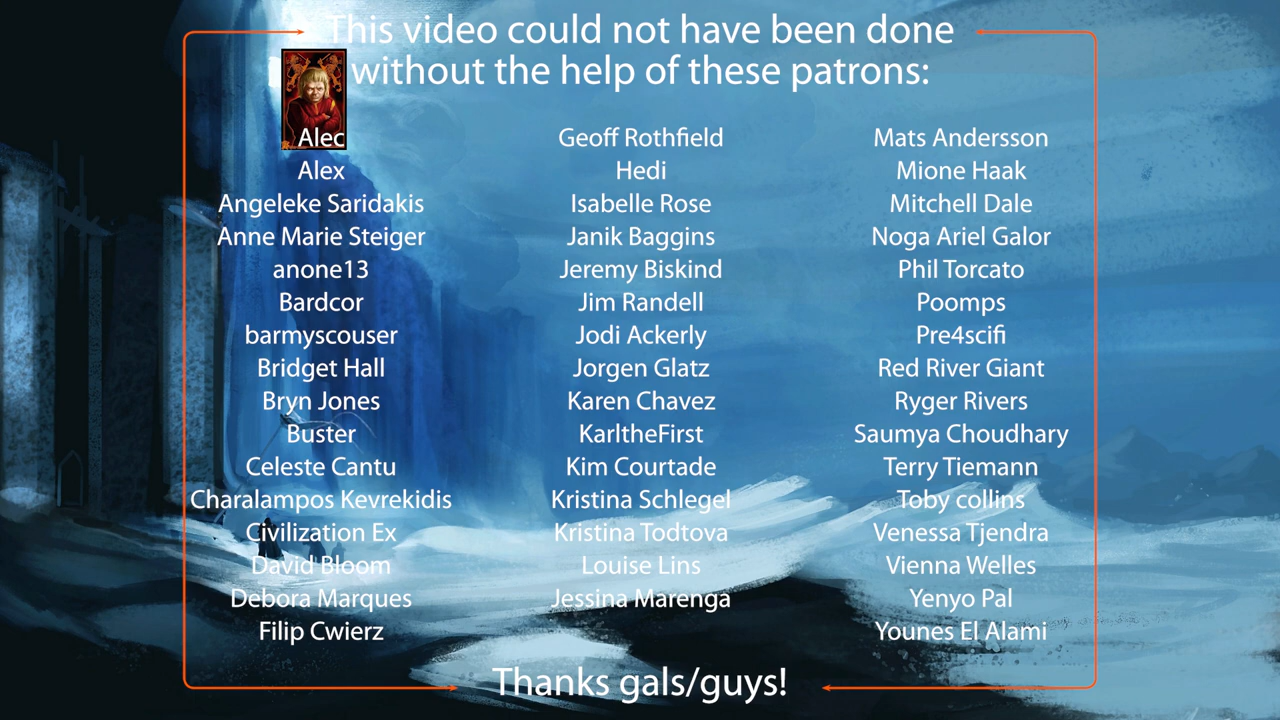 This video could not have been done
without the help of these patrons:
Alec
Alex
Angeleke Saridakis
Anne Marie Steiger
anone13
Bardcor
barmyscouser
Bridget Hall
Bryn Jones
Buster
Celeste Cantu
Charalampos Kevrekidis
Civilization Ex
David Bloom
Debora Marques
Filip Cwierz
Geoff Rothfield
Hedi
Isabelle Rose
Janik Baggins
Jeremy Biskind
Jim Randell
Jodi Ackerly
Jorgen Glatz
Karen Chavez
KarltheFirst
Kim Courtade
Kristina Schlegel
Kristina Todtova
Louise Lins
Jessina Marenga
Mats Andersson
Mione Haak
Mitchell Dale
Noga Ariel Galor
Phil Torcato
Poomps
Pre4scifi
Red River Giant
Ryger Rivers
Saumya Choudhary
Terry Tiemann
Toby collins
Venessa Tjendra
Vienna Welles
Yenyo Pal
Younes El Alami
Thanks gals/guys!